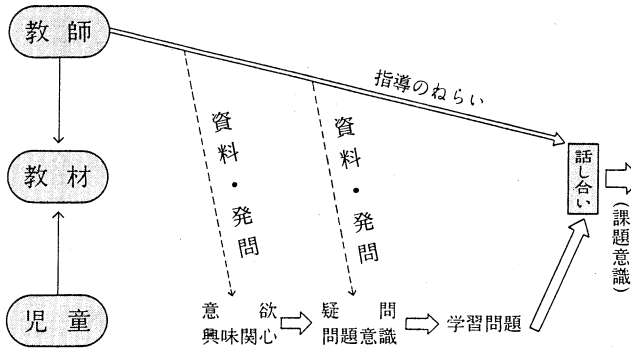 教師
指導のねらい
資料・発問
資料・発問
教材
話し合い
(課題意識)
児童
意欲
興味関心
疑問
問題意識
学習問題